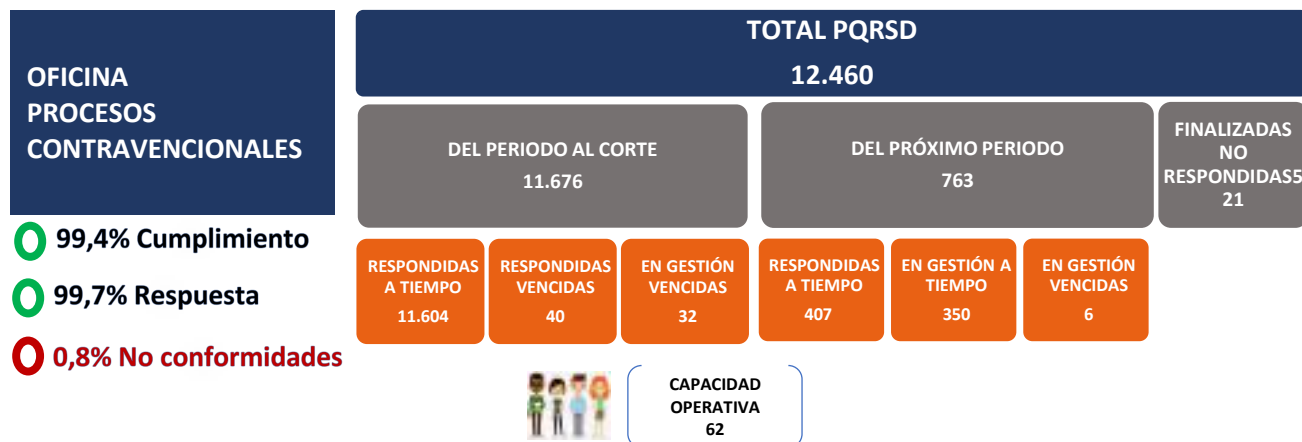 OFICINA
PROCESOS
CONTRAVENCIONALES
99,4% Cumplimiento
99,7% Respuesta
0,8% No conformidades
TOTAL PQRSD
12.460
DEL PERIODO AL CORTE
11.676
DEL PRÓXIMO PERIODO
763
FINALIZADAS
NO
RESPONDIDAS5
21
RESPONDIDAS
A TIEMPO
11.604
RESPONDIDAS
VENCIDAS
40
EN GESTIÓN
VENCIDAS
32
RESPONDIDAS
A TIEMPO
407
EN GESTIÓN A
TIEMPO
350
EN GESTIÓN
VENCIDAS
6
CAPACIDAD
OPERATIVA
62